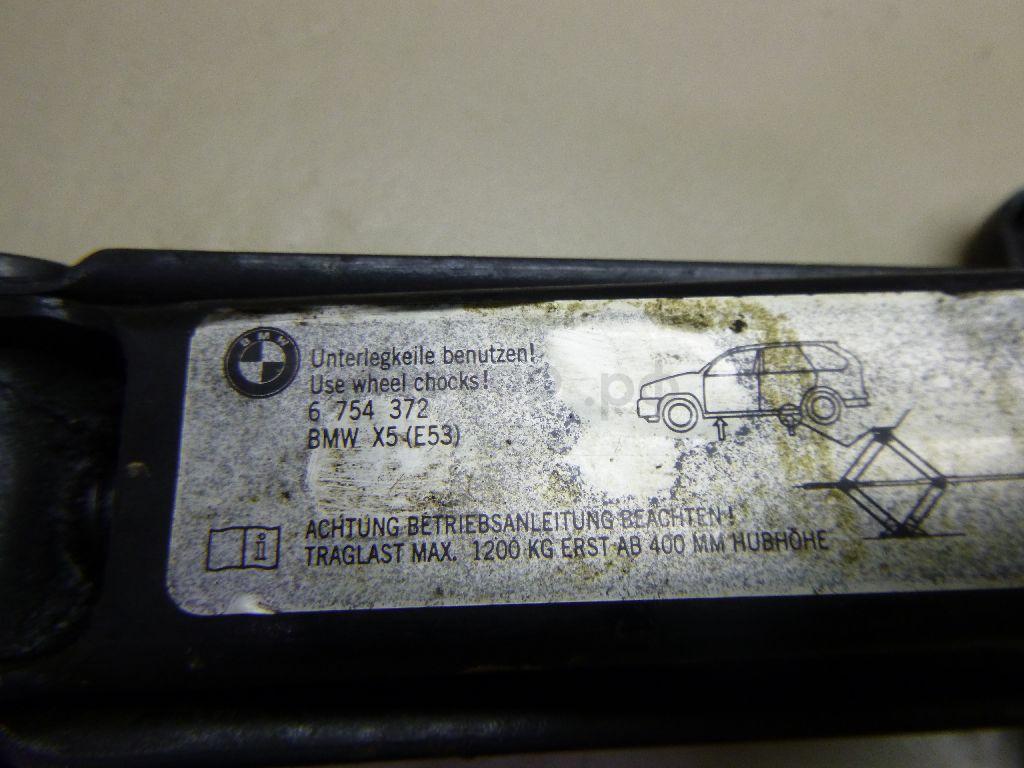 BMW
Unterlegkeile benutzen!
Use wheel chocks!
6 754 372
BMW X5 (E53)
.рф
i
ACHTUNG BETRIEBSANLEITUNG BEACHTEN!
TRAGLAST MAX. 1200 KG ERST AB 400 MM HUBHÖHE